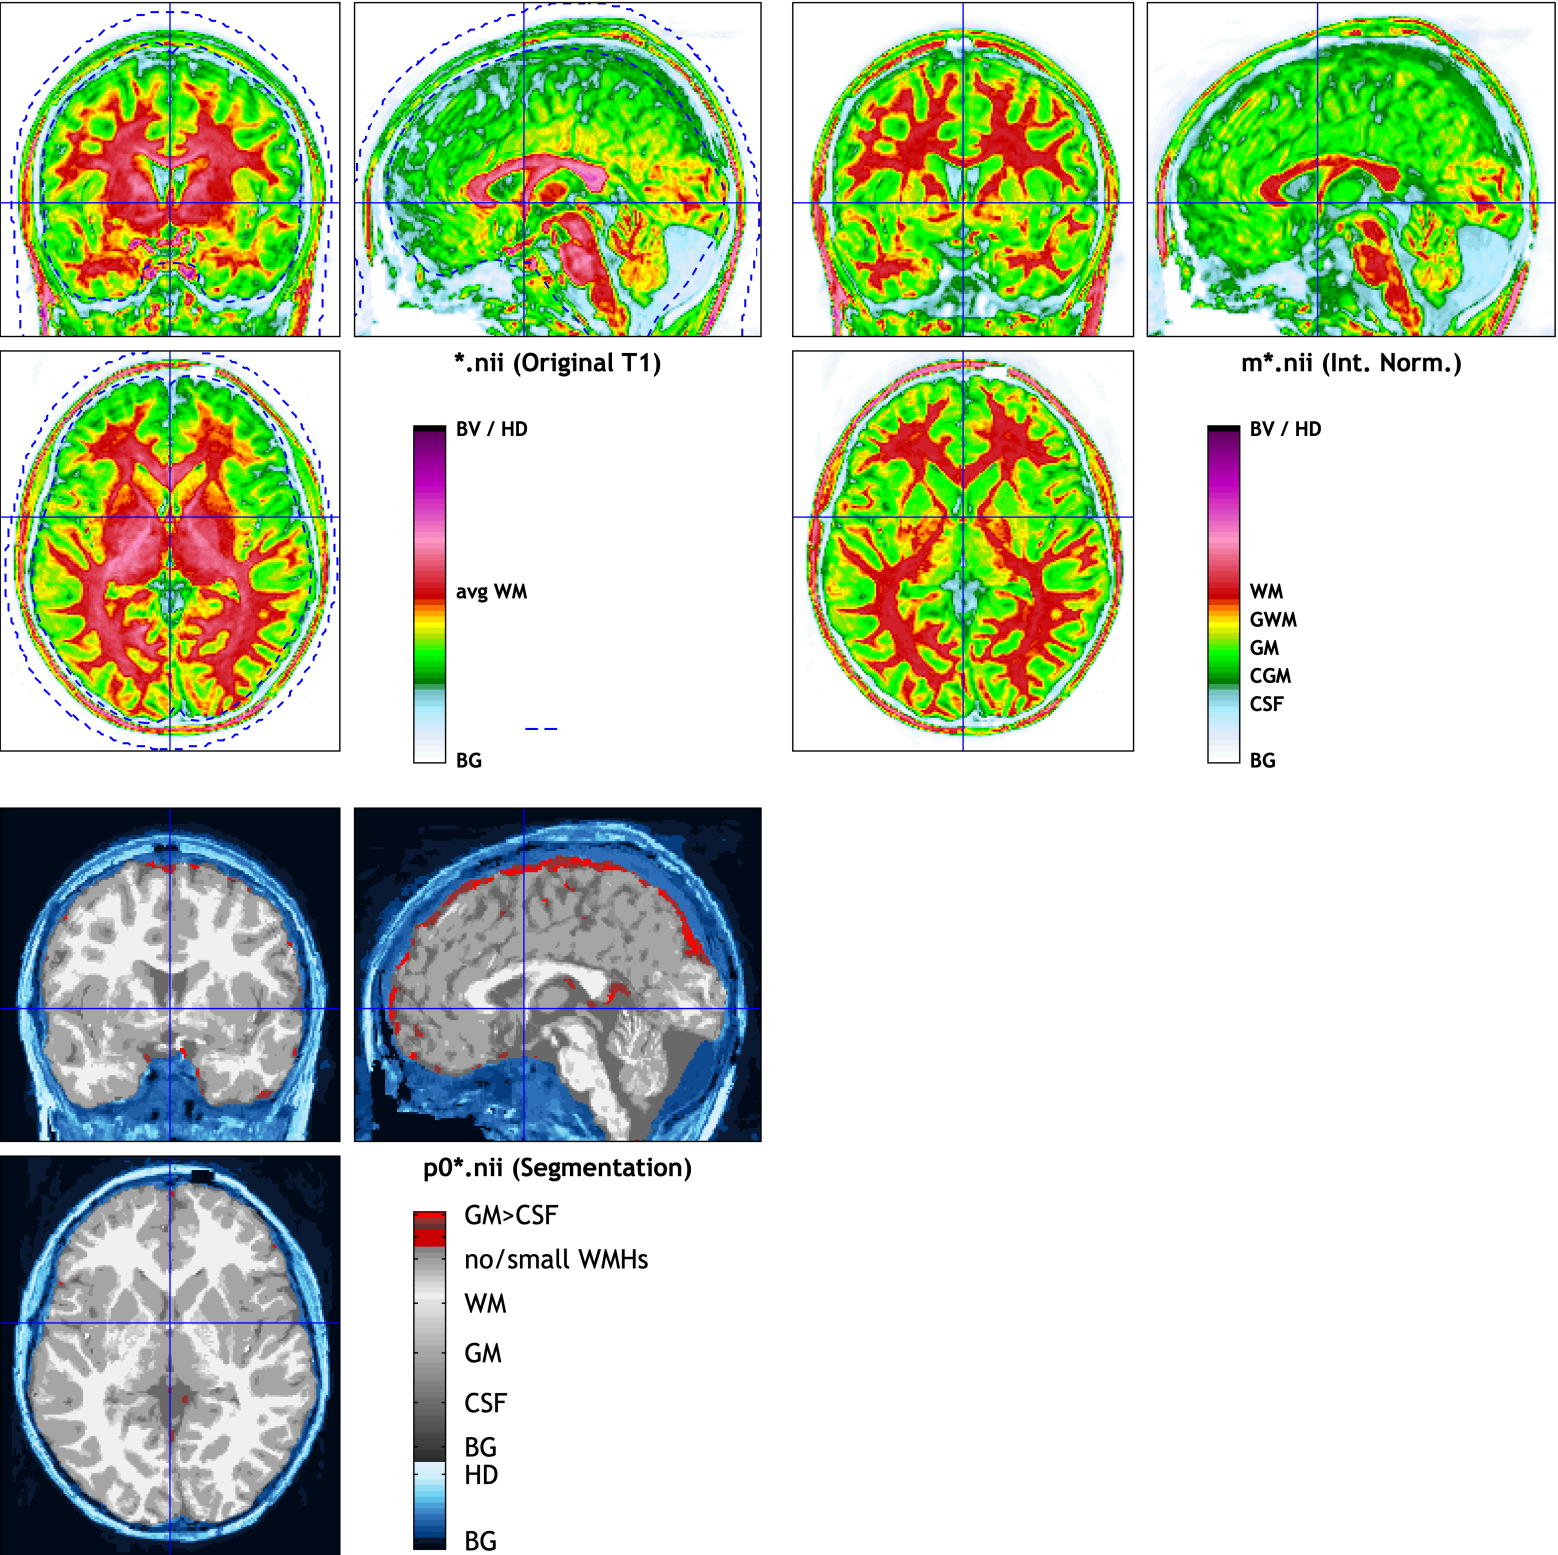 *.nii (Original T1)
BV / HD
avg WM
BG
m*.nii (Int. Norm.)
BV / HD
WM
GWM
GM
CGM
CSF
BG
p0*.nii (Segmentation)
GM>CSF
no/small WMHs
WM
GM
CSF
BG
HD
BG